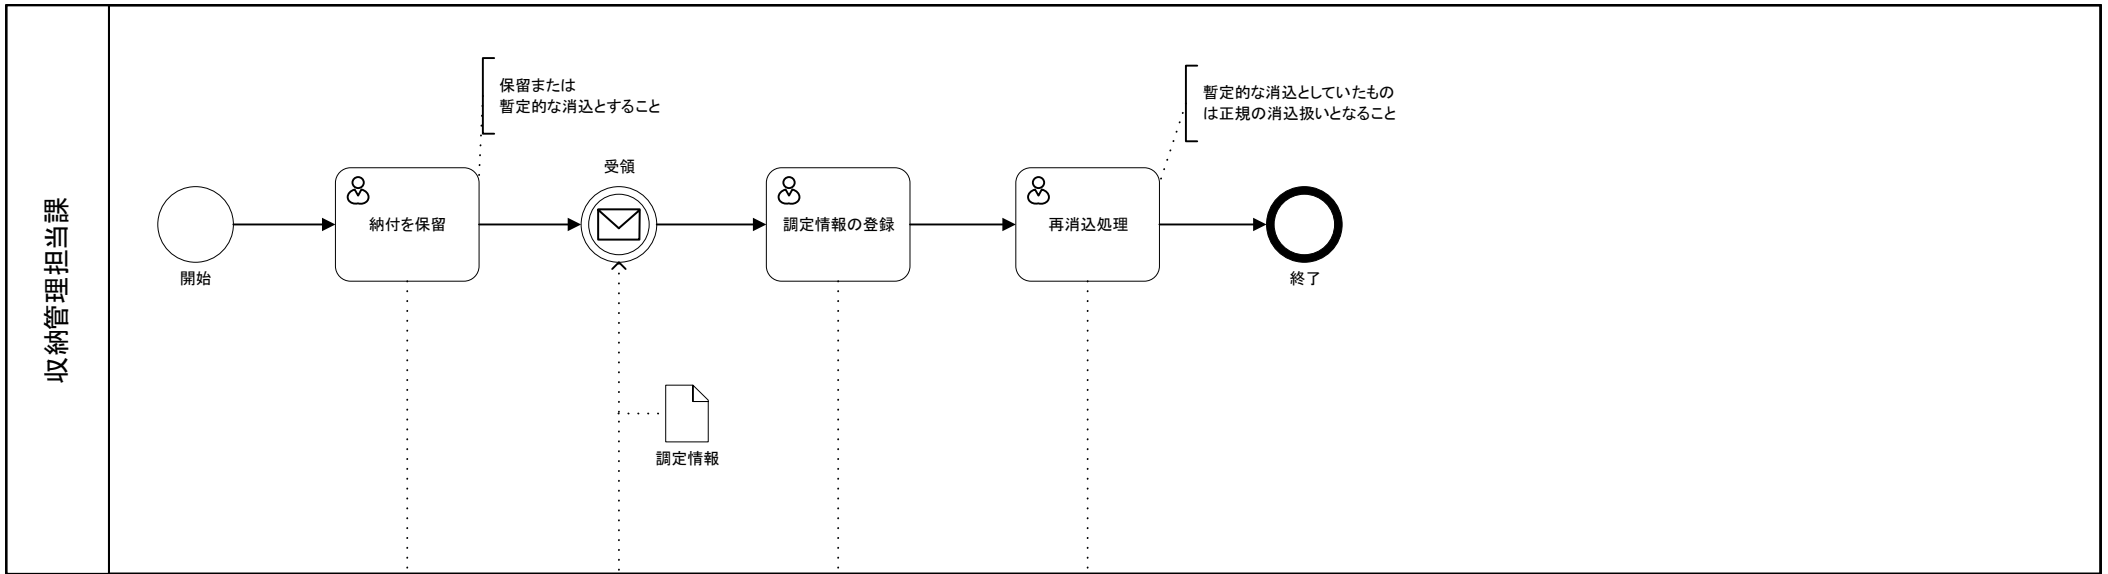 収納管理担当課
開始
納付を保留
保留または
暫定的な消込とすること
受領
調定情報
調定情報の登録
再消込処理
暫定的な消込としていたもの
は正規の消込扱いとなること
終了